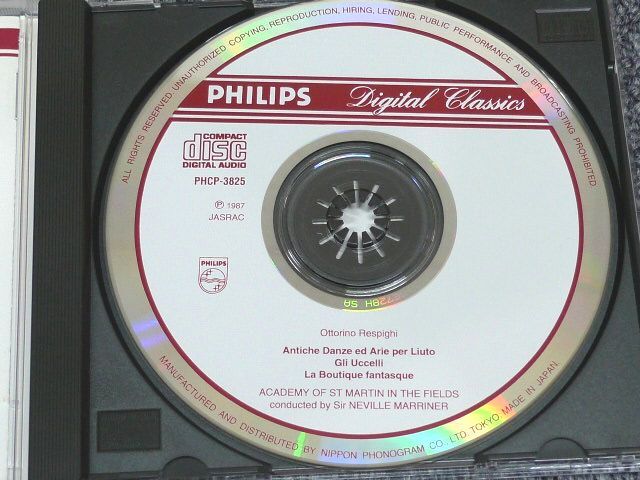 ALL RIGHTS RESERVED. UNAUTHORIZED COPYING, REPRODUCTION, HIRING, LENDING, PUBLIC PERFORMANCE AND BROADCASTING PROHIBITED.
PHILIPS Digital Classics
COMPACT
disc
DIGITAL AUDIO
PHCP-3825
℗ 1987
JASRAC
PHILIPS
Ottorino Respighi
Antiche Danze ed Arie per Liuto
Gli Uccelli
La Boutique fantasque
ACADEMY OF ST MARTIN IN THE FIELDS
conducted by Sir NEVILLE MARRINER
MANUFACTURED AND DISTRIBUTED BY NIPPON PHONOGRAM CO., LTD. TOKYO. MADE IN JAPAN.